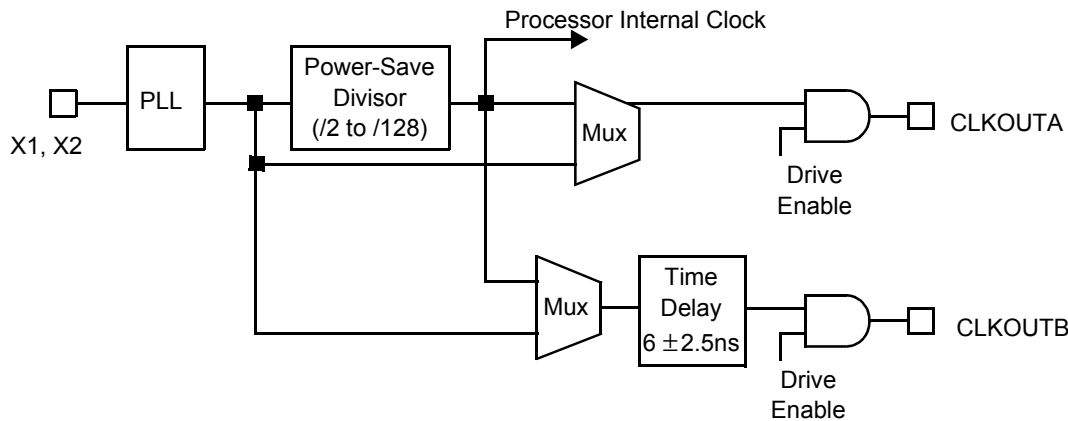 Processor Internal Clock
PLL
Power-Save
Divisor
(/2 to /128)
X1, X2
Mux
CLKOUTA
Drive
Enable
Mux
Time
Delay
6 ±2.5ns
CLKOUTB
Drive
Enable